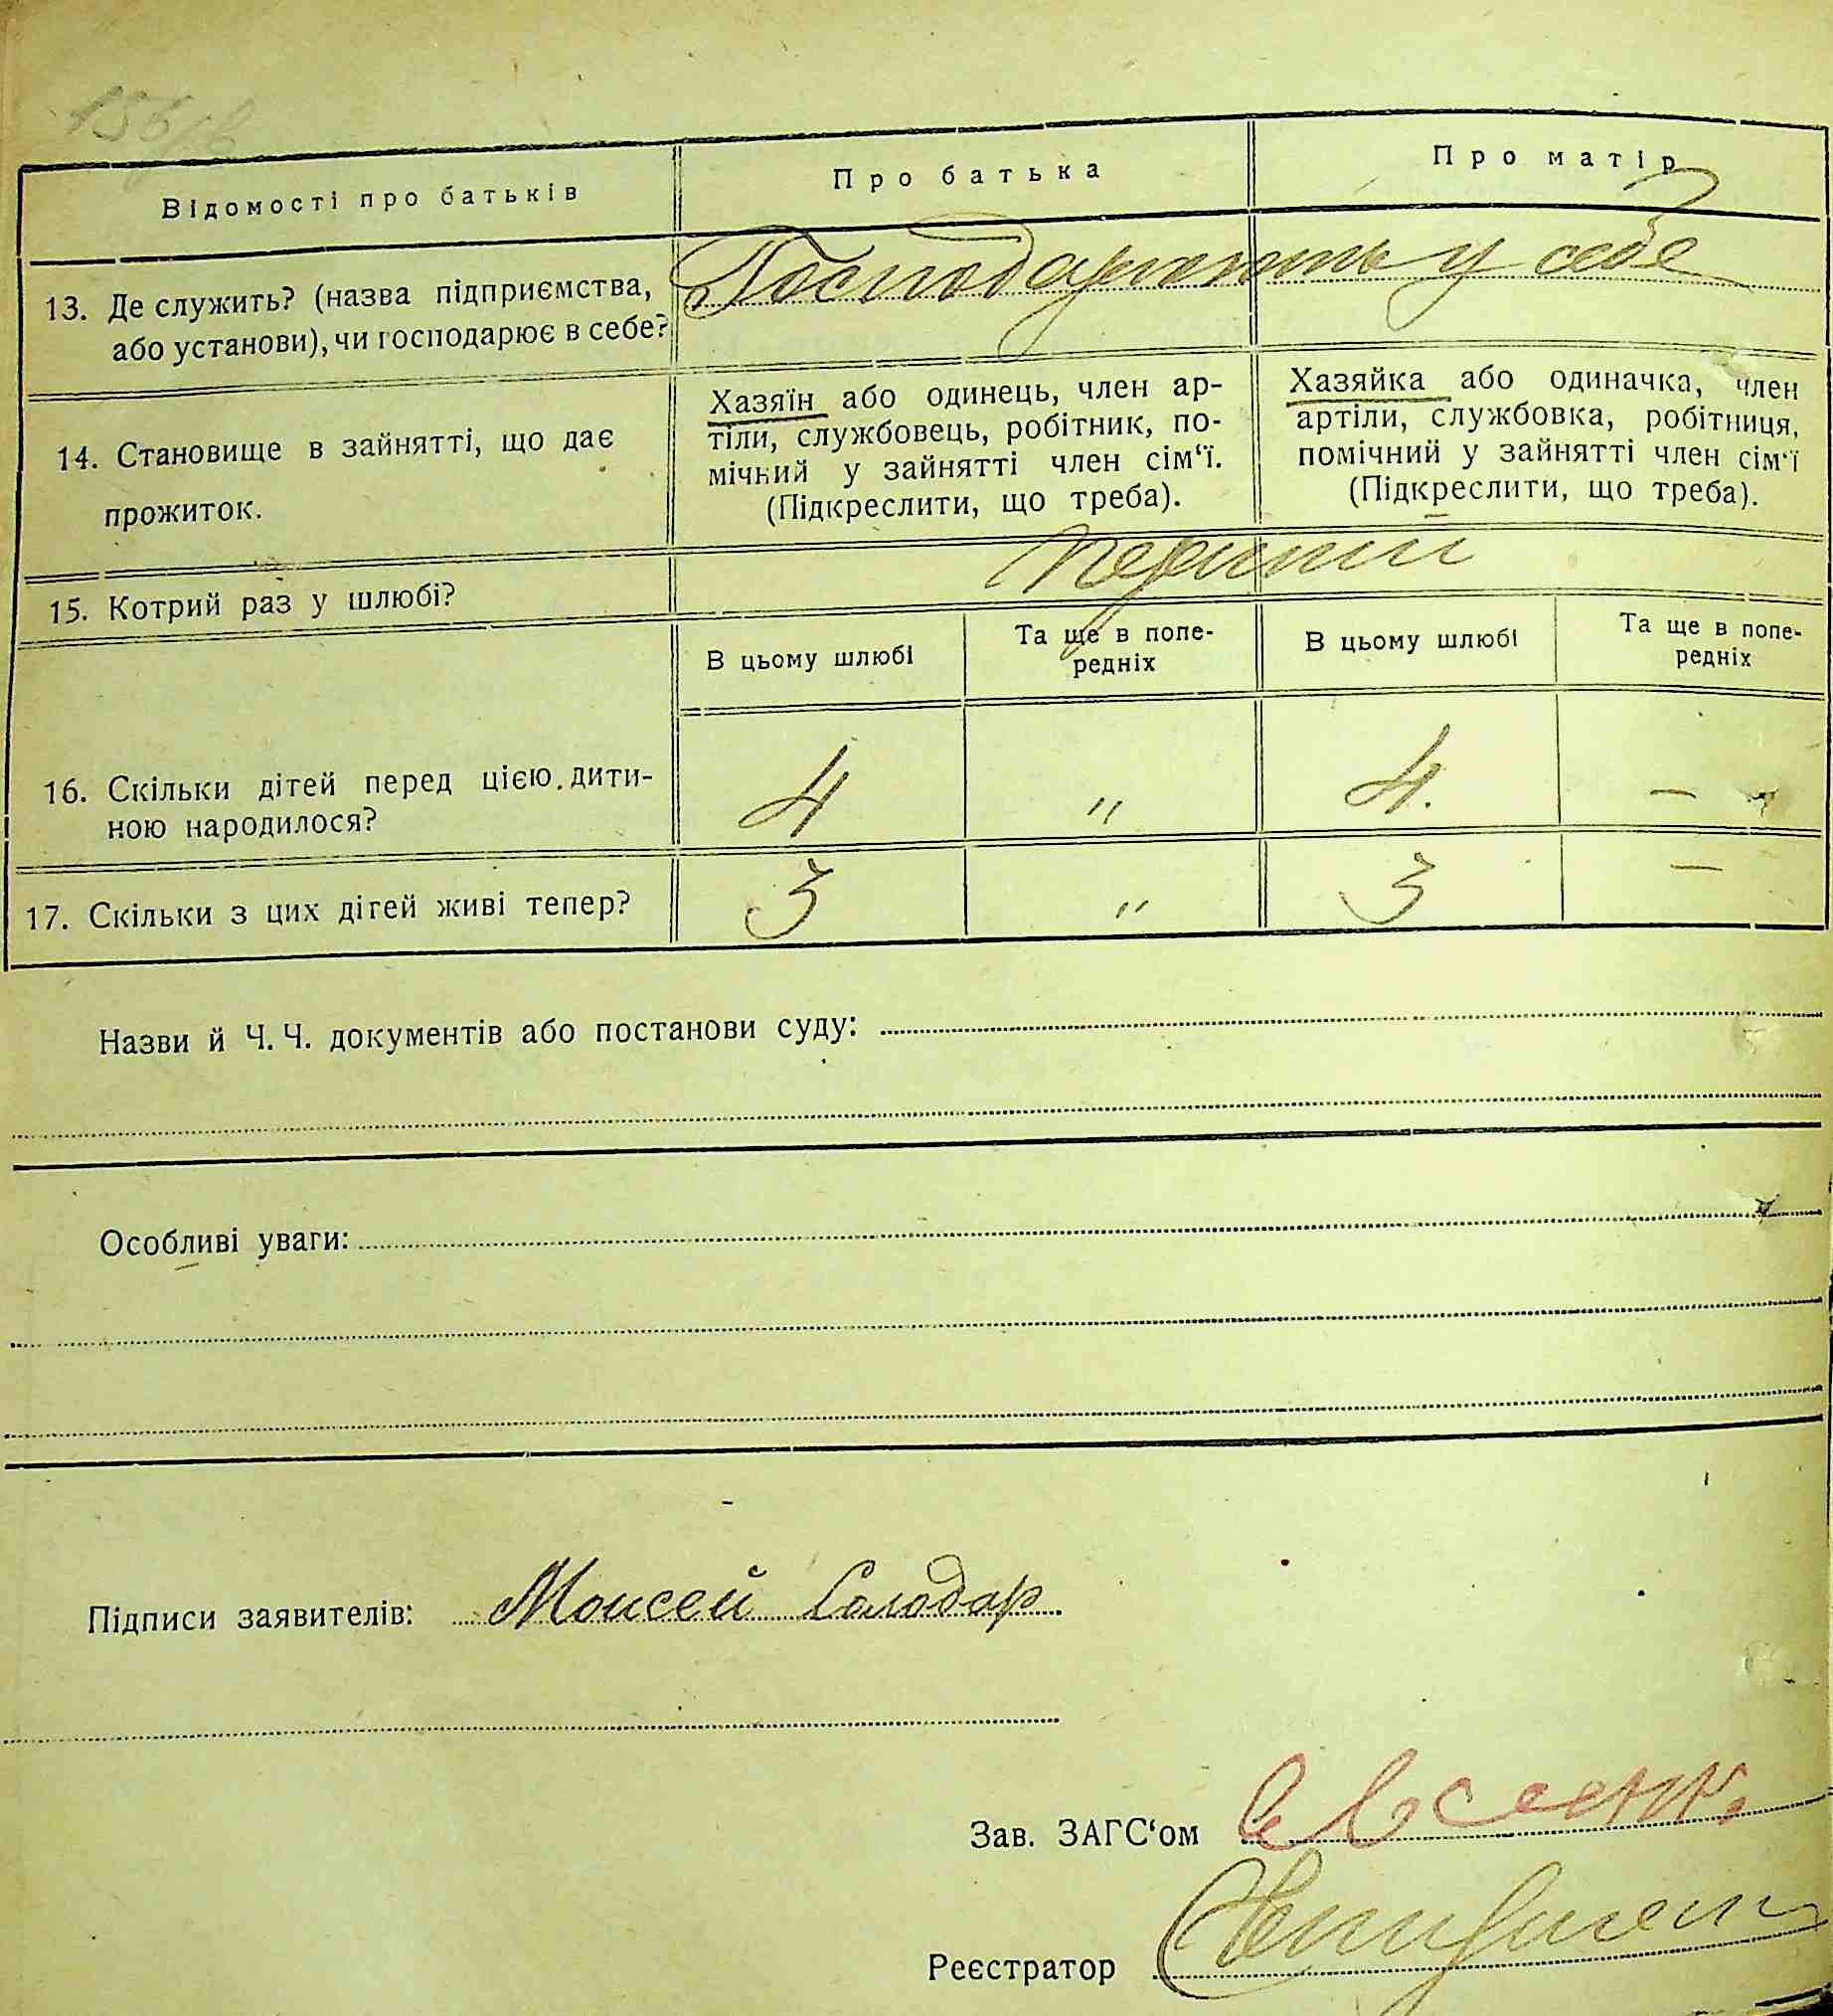 Відомості про батьків
Про батька
Про матір
13. Де служить? (назва підприємства,
або установи), чи господарює в себе?
Господарюють у себе
14. Становище в зайнятті, що дає
прожиток.
Хазяїн або одинець, член ар-
тіли, службовець, робітник, по-
мічний у зайнятті член сім‘ї.
(Підкреслити, що треба).
Хазяйка або одиначка, член
артіли, службовка, робітниця,
помічний у зайнятті член сім‘ї
(Підкреслити, що треба).
15. Котрий раз у шлюбі?
перший
В цьому шлюбі
Та ще в попе-
редніх
В цьому шлюбі
Та ще в попе-
редніх
16. Скільки дітей перед цією дити-
ною народилося?
4 " 4. —
17. Скільки з цих дітей живі тепер?
3 " 3 —
Назви й Ч. Ч. документів або постанови суду:
Особливі уваги:
Підписи заявителів: Моисей Солодар
Зав. ЗАГС‘ом
Реєстратор